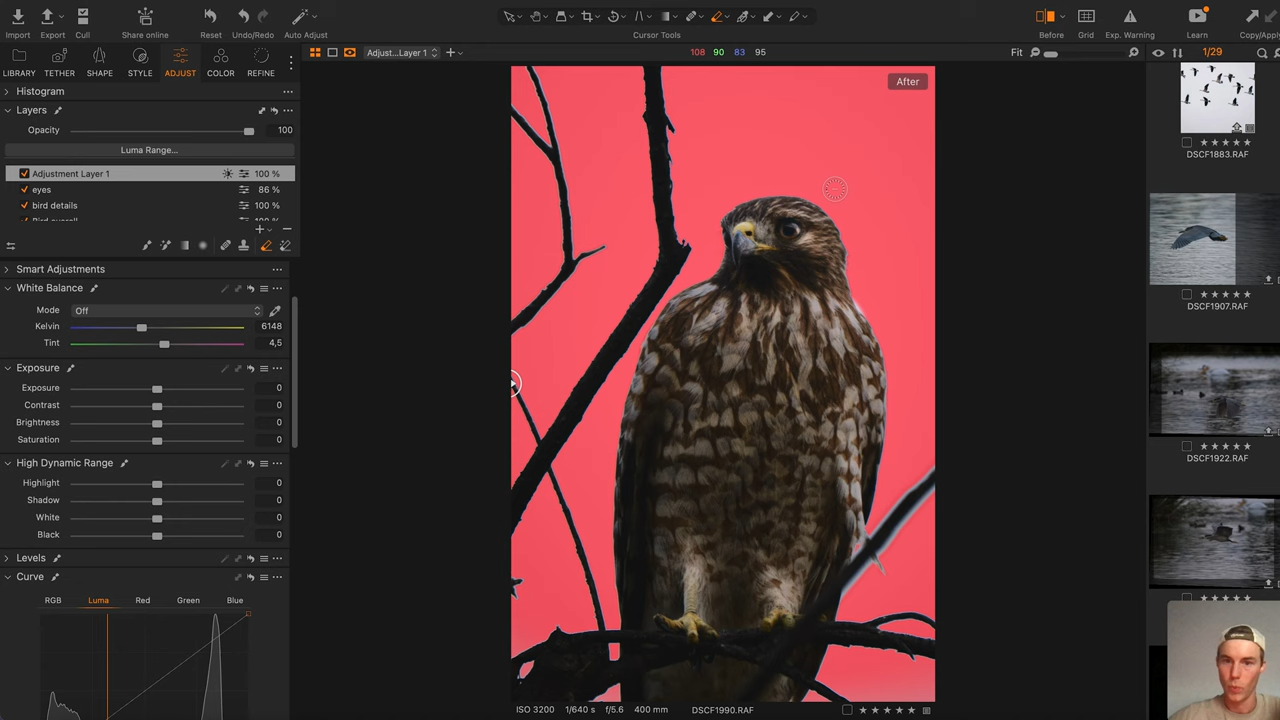 Import Export Cull Share online Reset Undo/Redo Auto Adjust Cursor Tools Before Grid Exp. Warning Learn Copy/Apply
LIBRARY TETHER SHAPE STYLE ADJUST COLOR REFINE
Adjust...Layer 1
108 90 83 95
Fit
1/29
Histogram
Layers
Opacity 100
Luma Range...
Adjustment Layer 1 100 %
eyes 86 %
bird details 100 %
Bird overall
Smart Adjustments
White Balance
Mode Off
Kelvin 6148
Tint 4,5
Exposure
Exposure 0
Contrast 0
Brightness 0
Saturation 0
High Dynamic Range
Highlight 0
Shadow 0
White 0
Black 0
Levels
Curve
RGB Luma Red Green Blue
After
ISO 3200 1/640 s f/5.6 400 mm DSCF1990.RAF
DSCF1883.RAF
DSCF1907.RAF
DSCF1922.RAF